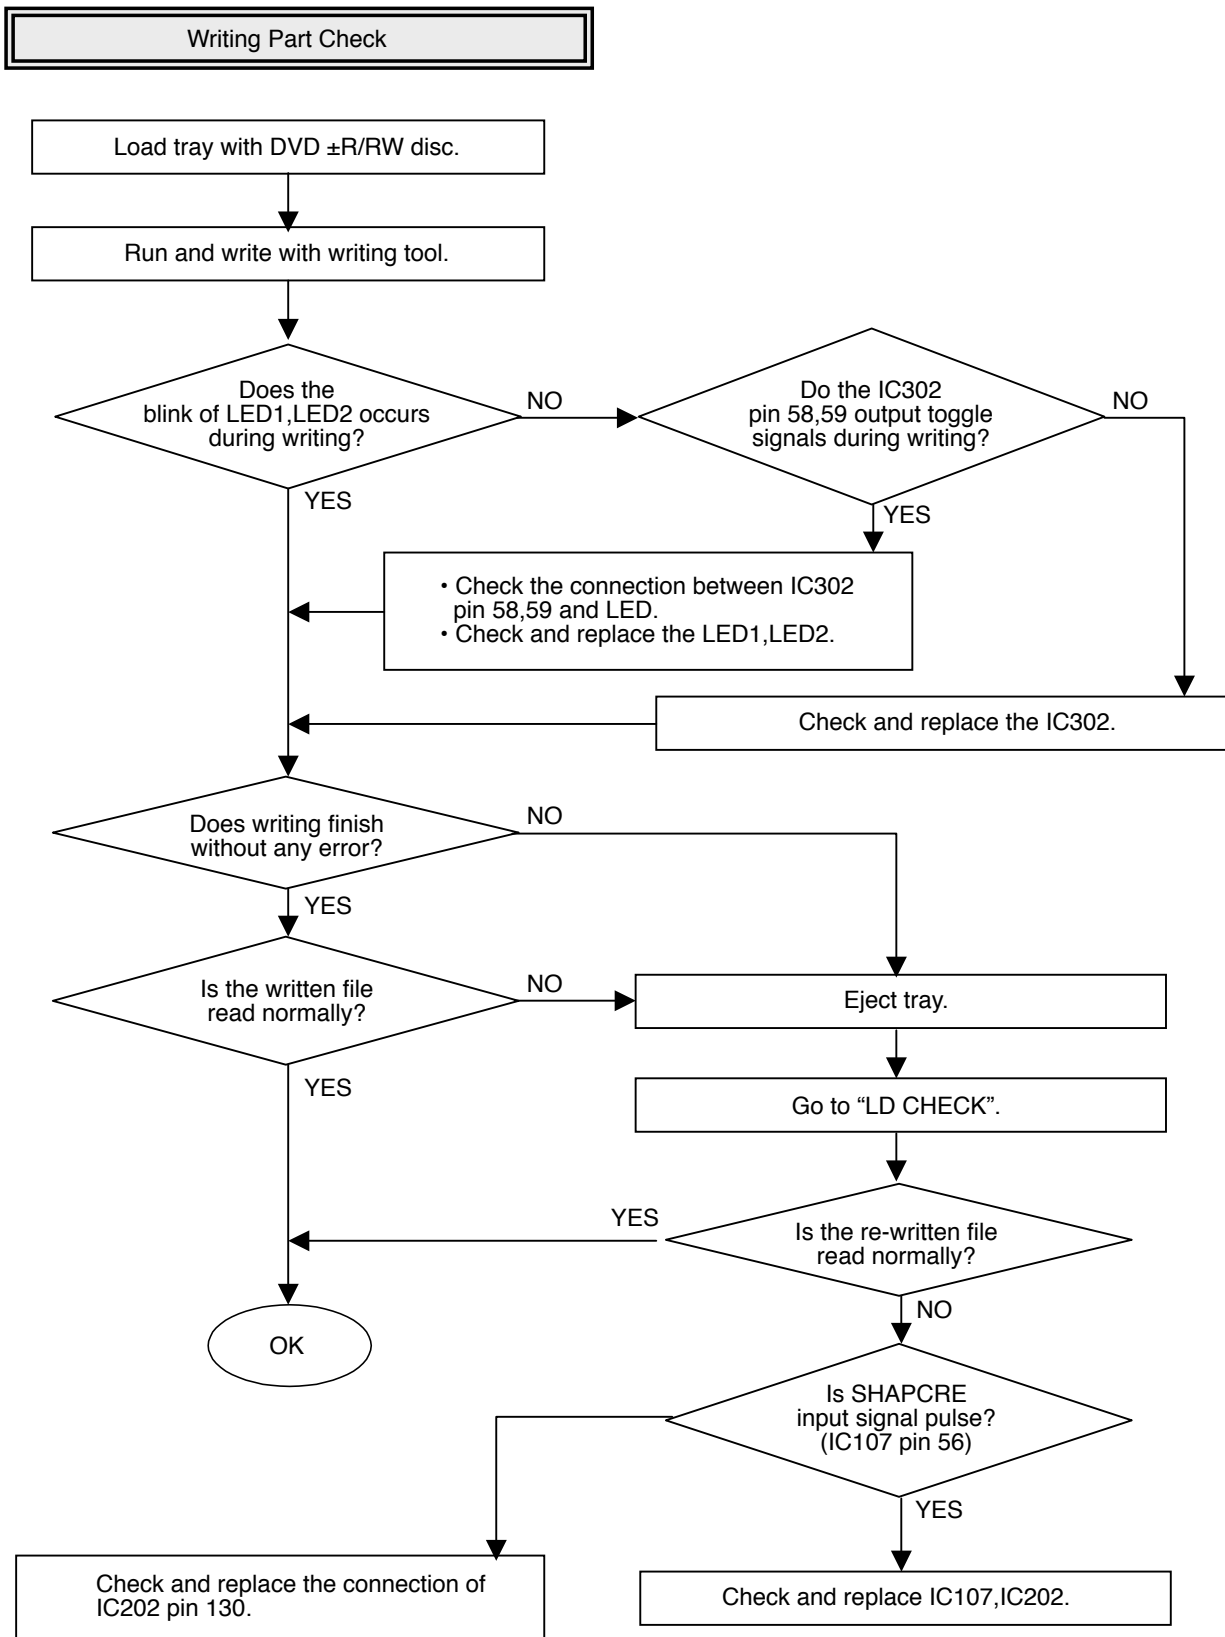 Writing Part Check
Load tray with DVD ±R/RW disc.
Run and write with writing tool.
Does the
blink of LED1,LED2 occurs
during writing?
NO
YES
Do the IC302
pin 58,59 output toggle
signals during writing?
NO
YES
• Check the connection between IC302
pin 58,59 and LED.
• Check and replace the LED1,LED2.
Check and replace the IC302.
Does writing finish
without any error?
NO
YES
Is the written file
read normally?
NO
YES
Eject tray.
Go to “LD CHECK”.
Is the re-written file
read normally?
YES
NO
OK
Is SHAPCRE
input signal pulse?
(IC107 pin 56)
YES
Check and replace the connection of
IC202 pin 130.
Check and replace IC107,IC202.